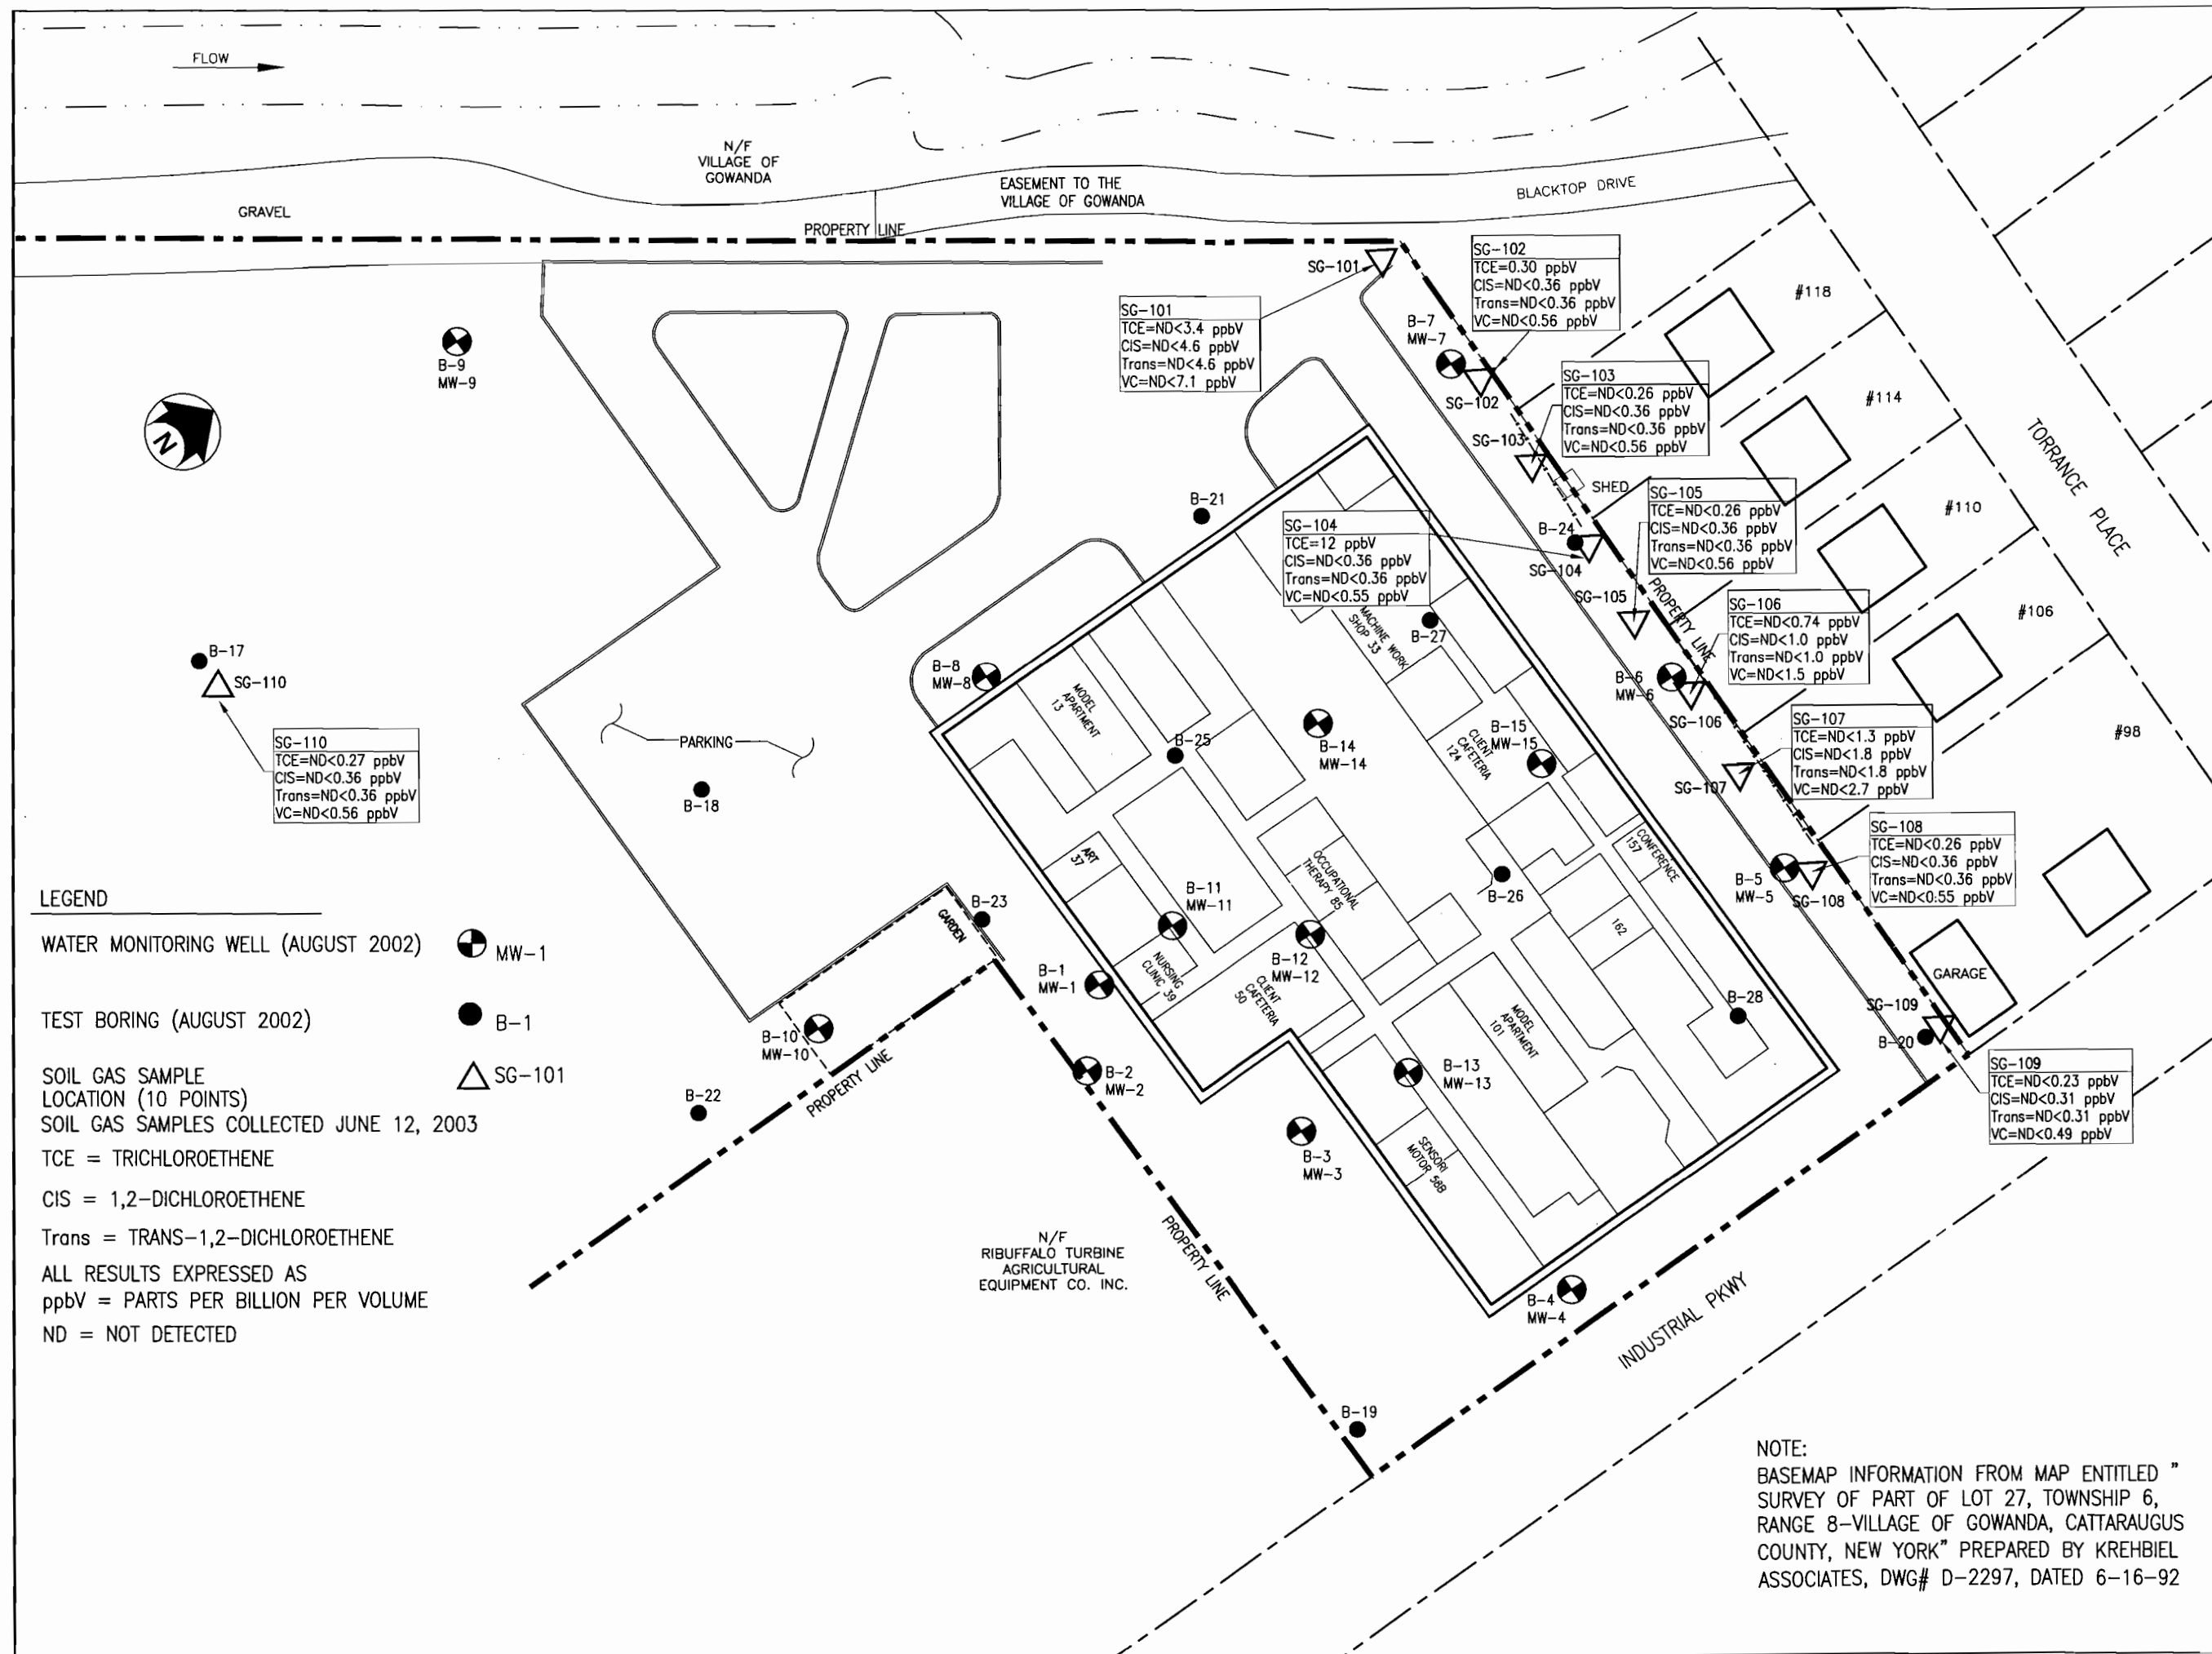 FLOW
N/F
VILLAGE OF
GOWANDA
EASEMENT TO THE
VILLAGE OF GOWANDA
BLACKTOP DRIVE
GRAVEL
PROPERTY LINE
SG-101
SG-101
TCE=ND<3.4 ppbV
CIS=ND<4.6 ppbV
Trans=ND<4.6 ppbV
VC=ND<7.1 ppbV
SG-102
TCE=0.30 ppbV
CIS=ND<0.36 ppbV
Trans=ND<0.36 ppbV
VC=ND<0.56 ppbV
B-7
MW-7
SG-102
SG-103
TCE=ND<0.26 ppbV
CIS=ND<0.36 ppbV
Trans=ND<0.36 ppbV
VC=ND<0.56 ppbV
SG-103
SHED
#118
#114
#110
#106
#98
TORRANCE PLACE
B-9
MW-9
N
B-21
SG-104
TCE=12 ppbV
CIS=ND<0.36 ppbV
Trans=ND<0.36 ppbV
VC=ND<0.55 ppbV
B-24
SG-104
SG-105
TCE=ND<0.26 ppbV
CIS=ND<0.36 ppbV
Trans=ND<0.36 ppbV
VC=ND<0.56 ppbV
SG-105
PROPERTY LINE
SG-106
TCE=ND<0.74 ppbV
CIS=ND<1.0 ppbV
Trans=ND<1.0 ppbV
VC=ND<1.5 ppbV
B-6
MW-6
SG-106
SG-107
TCE=ND<1.3 ppbV
CIS=ND<1.8 ppbV
Trans=ND<1.8 ppbV
VC=ND<2.7 ppbV
SG-107
SG-108
TCE=ND<0.26 ppbV
CIS=ND<0.36 ppbV
Trans=ND<0.36 ppbV
VC=ND<0.55 ppbV
B-5
MW-5
SG-108
GARAGE
SG-109
B-20
SG-109
TCE=ND<0.23 ppbV
CIS=ND<0.31 ppbV
Trans=ND<0.31 ppbV
VC=ND<0.49 ppbV
B-17
SG-110
SG-110
TCE=ND<0.27 ppbV
CIS=ND<0.36 ppbV
Trans=ND<0.36 ppbV
VC=ND<0.56 ppbV
PARKING
B-18
B-8
MW-8
MODEL
APARTMENT
13
B-25
MACHINE WORK
SHOP 33
B-27
B-14
MW-14
CLIENT
CAFETERIA
124
B-15
MW-15
CONFERENCE
157
ART
37
B-11
MW-11
OCCUPATIONAL
THERAPY 85
B-26
162
B-23
GARDEN
B-1
MW-1
NURSING
CLINIC 39
B-12
MW-12
CLIENT
CAFETERIA
50
B-28
B-10
MW-10
PROPERTY LINE
B-22
B-2
MW-2
B-13
MW-13
MODEL
APARTMENT
101
B-3
MW-3
SENSORI
MOTOR 58B
N/F
RIBUFFALO TURBINE
AGRICULTURAL
EQUIPMENT CO. INC.
PROPERTY LINE
B-4
MW-4
INDUSTRIAL PKWY
B-19
LEGEND
WATER MONITORING WELL (AUGUST 2002)
MW-1
TEST BORING (AUGUST 2002)
B-1
SOIL GAS SAMPLE
LOCATION (10 POINTS)
SG-101
SOIL GAS SAMPLES COLLECTED JUNE 12, 2003
TCE = TRICHLOROETHENE
CIS = 1,2-DICHLOROETHENE
Trans = TRANS-1,2-DICHLOROETHENE
ALL RESULTS EXPRESSED AS
ppbV = PARTS PER BILLION PER VOLUME
ND = NOT DETECTED
NOTE:
BASEMAP INFORMATION FROM MAP ENTITLED "
SURVEY OF PART OF LOT 27, TOWNSHIP 6,
RANGE 8-VILLAGE OF GOWANDA, CATTARAUGUS
COUNTY, NEW YORK" PREPARED BY KREHBIEL
ASSOCIATES, DWG# D-2297, DATED 6-16-92